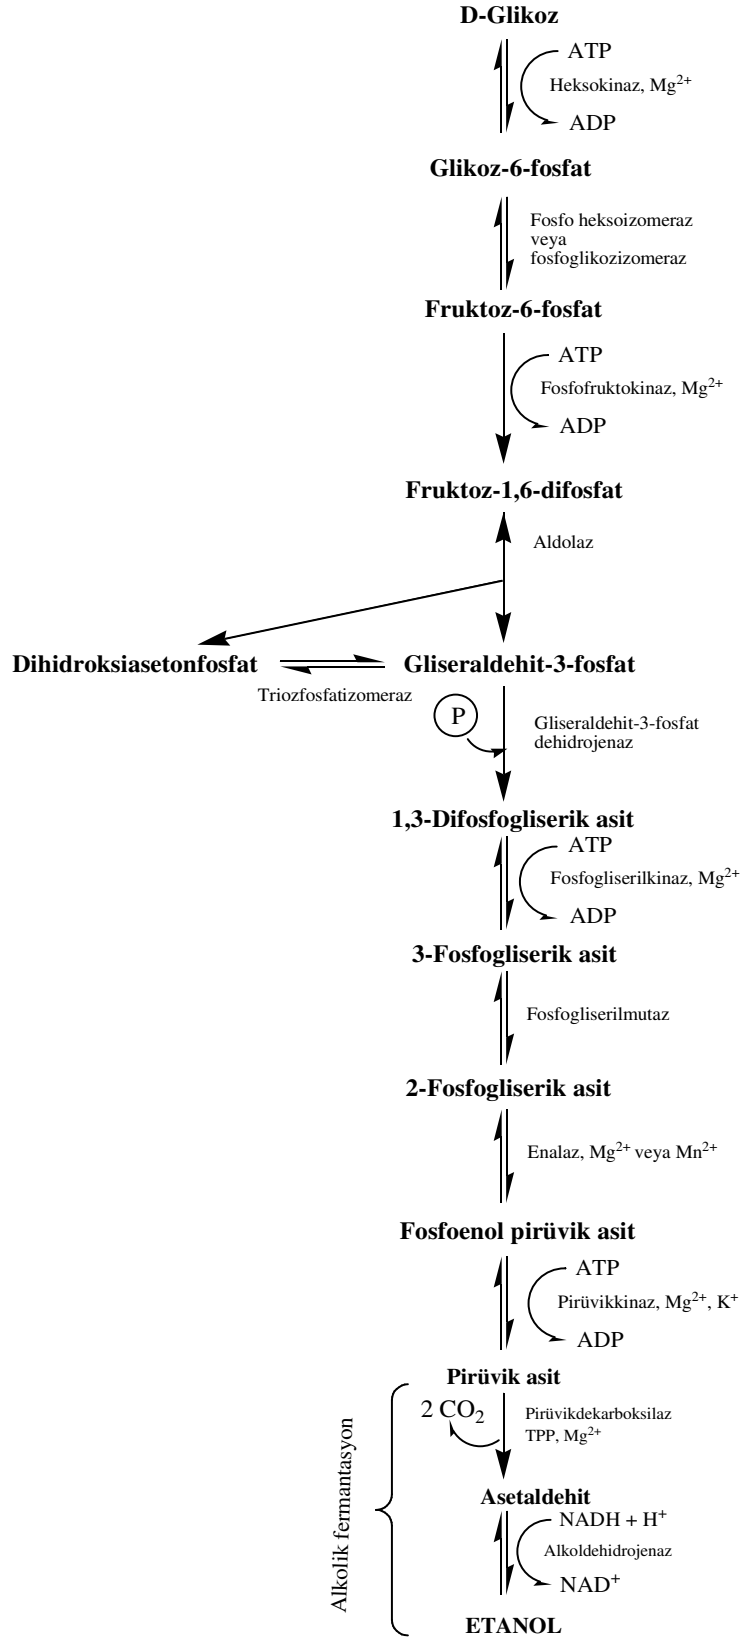 D-Glikoz
ATP
Heksokinaz, Mg²⁺
ADP
Glikoz-6-fosfat
Fosfo heksoizomeraz
veya
fosfoglikozizomeraz
Fruktoz-6-fosfat
ATP
Fosfofruktokinaz, Mg²⁺
ADP
Fruktoz-1,6-difosfat
Aldolaz
Dihidroksiasetonfosfat
Gliseraldehit-3-fosfat
Triozfosfatizomeraz
P
Gliseraldehit-3-fosfat
dehidrojenaz
1,3-Difosfogliserik asit
ATP
Fosfogliserilkinaz, Mg²⁺
ADP
3-Fosfogliserik asit
Fosfogliserilmutaz
2-Fosfogliserik asit
Enalaz, Mg²⁺ veya Mn²⁺
Fosfoenol pirüvik asit
ATP
Pirüvikkinaz, Mg²⁺, K⁺
ADP
Pirüvik asit
2 CO₂
Pirüvikdekarboksilaz
TPP, Mg²⁺
Alkolik fermantasyon
Asetaldehit
NADH + H⁺
Alkoldehidrojenaz
NAD⁺
ETANOL